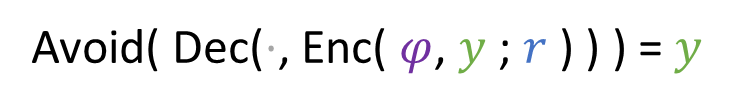 Avoid( Dec(·, Enc( φ, y ; r ) ) ) = y